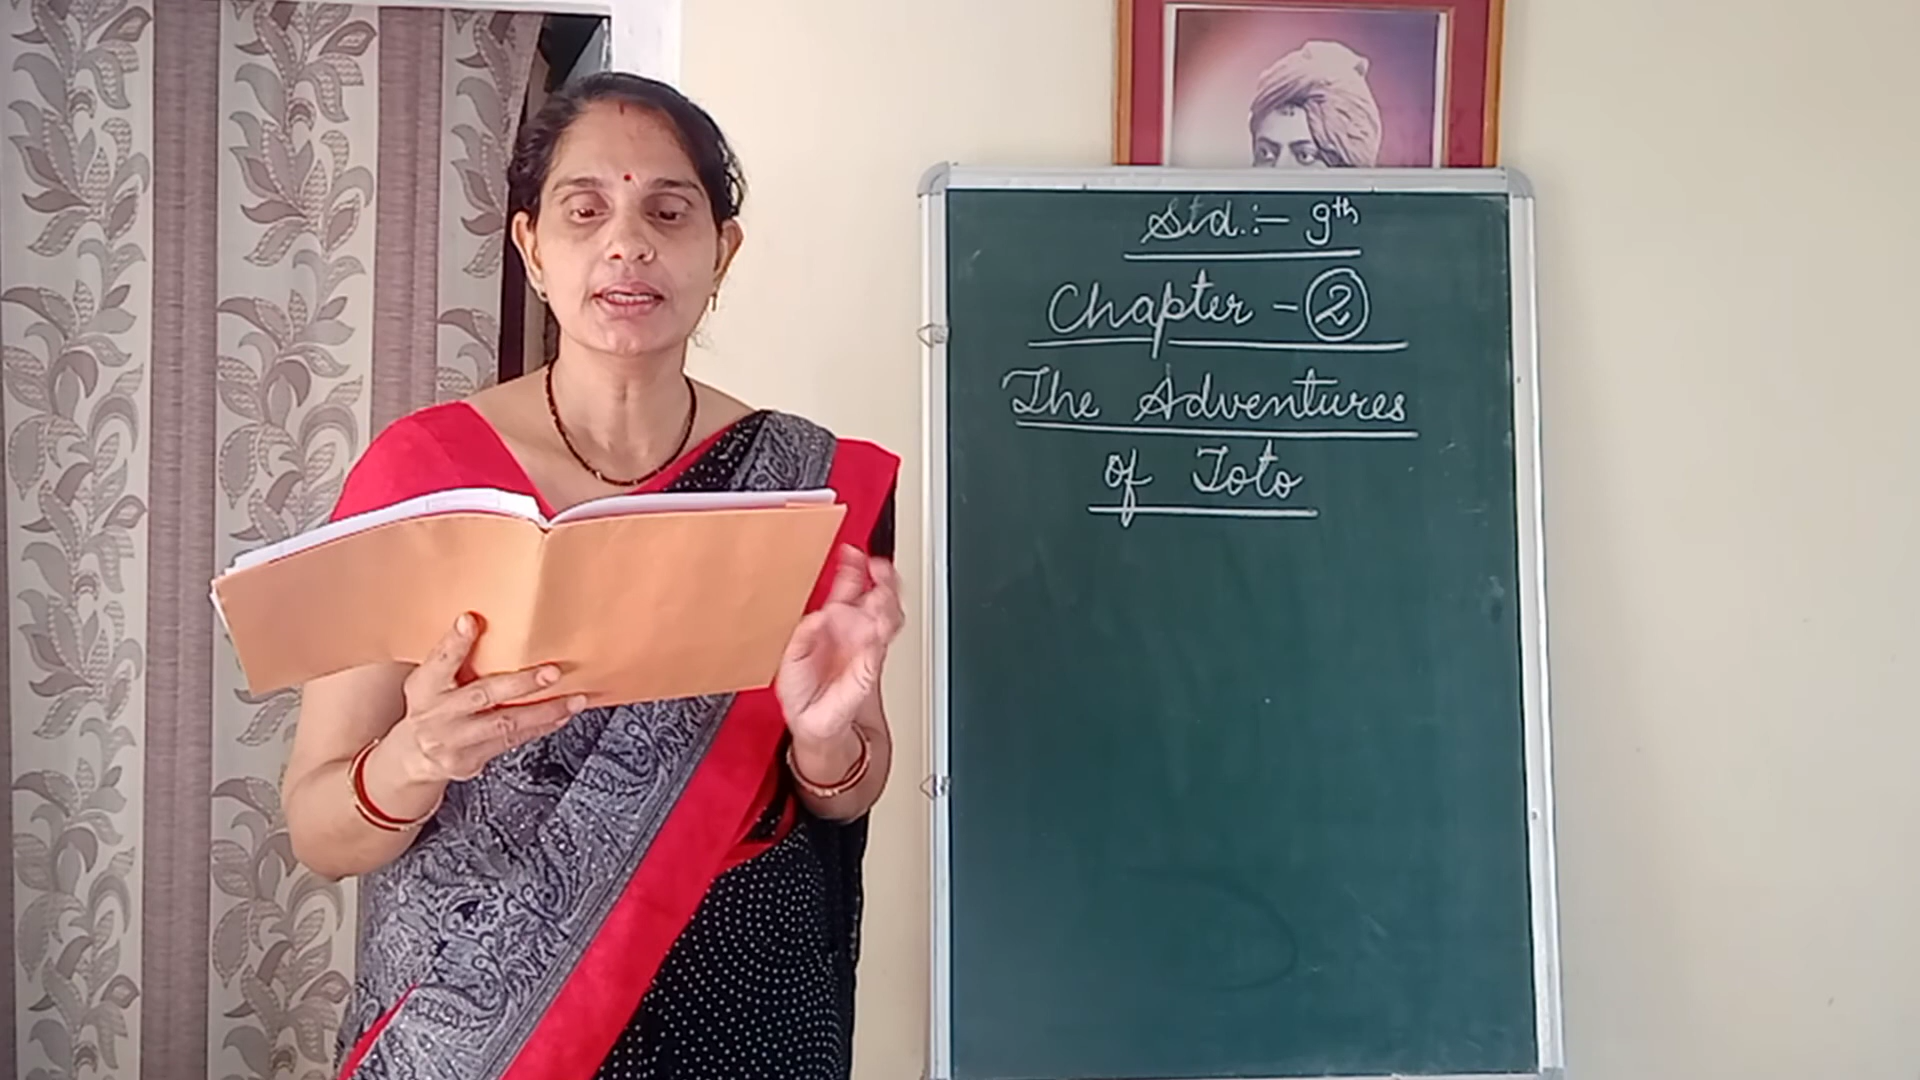 Std.:- 9th
Chapter - 2
The Adventures
of Toto